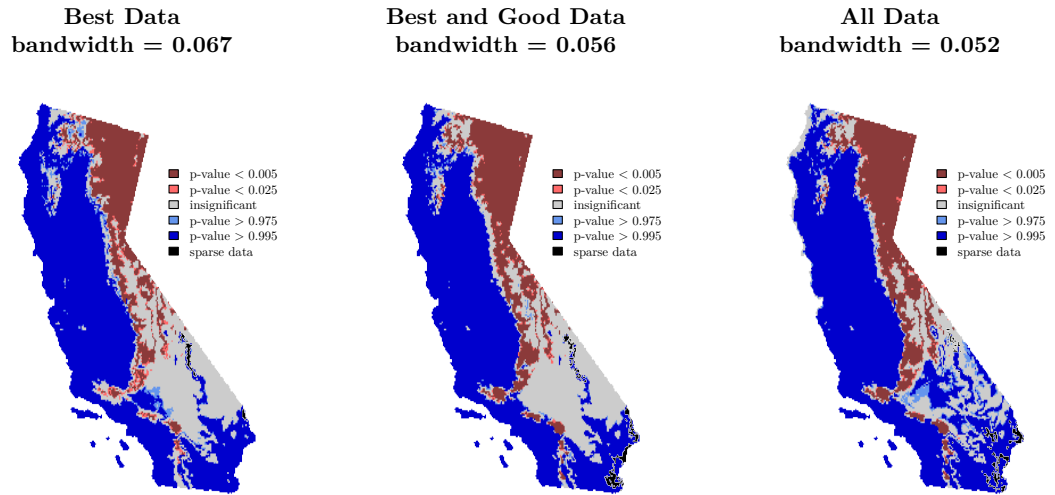 Best Data
bandwidth = 0.067
p-value < 0.005
p-value < 0.025
insignificant
p-value > 0.975
p-value > 0.995
sparse data
Best and Good Data
bandwidth = 0.056
p-value < 0.005
p-value < 0.025
insignificant
p-value > 0.975
p-value > 0.995
sparse data
All Data
bandwidth = 0.052
p-value < 0.005
p-value < 0.025
insignificant
p-value > 0.975
p-value > 0.995
sparse data